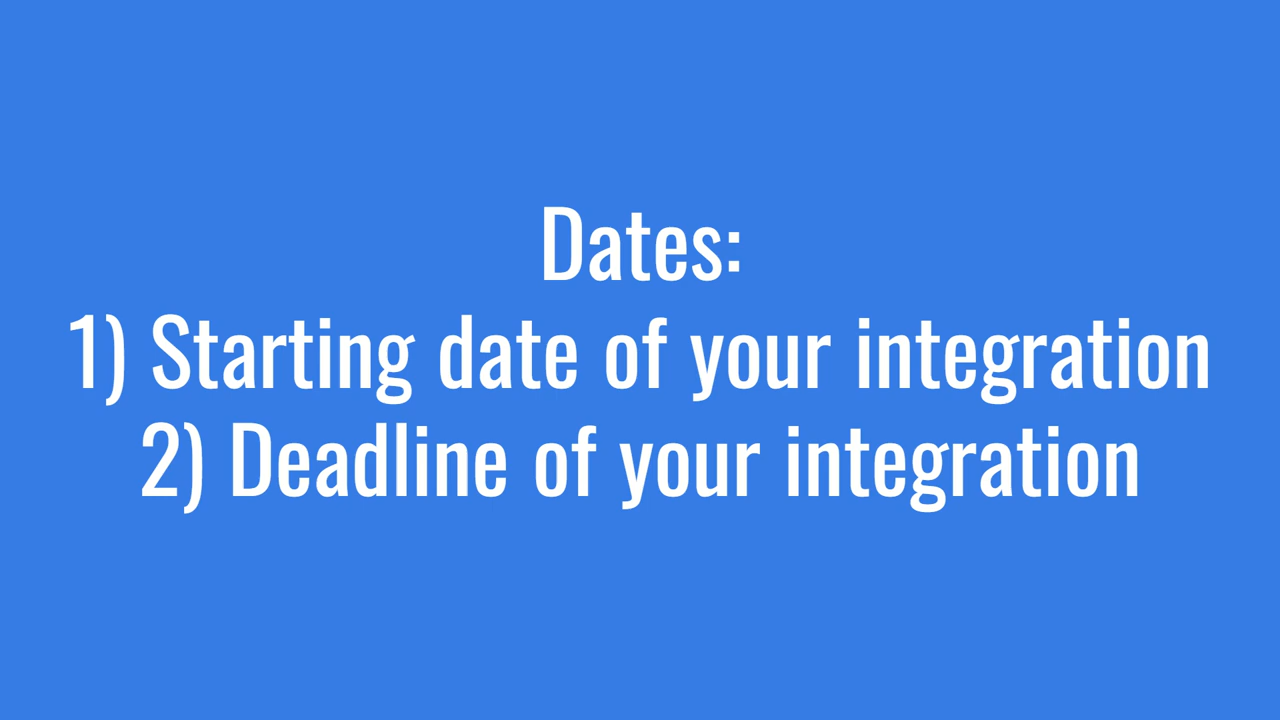 Dates:
1) Starting date of your integration
2) Deadline of your integration